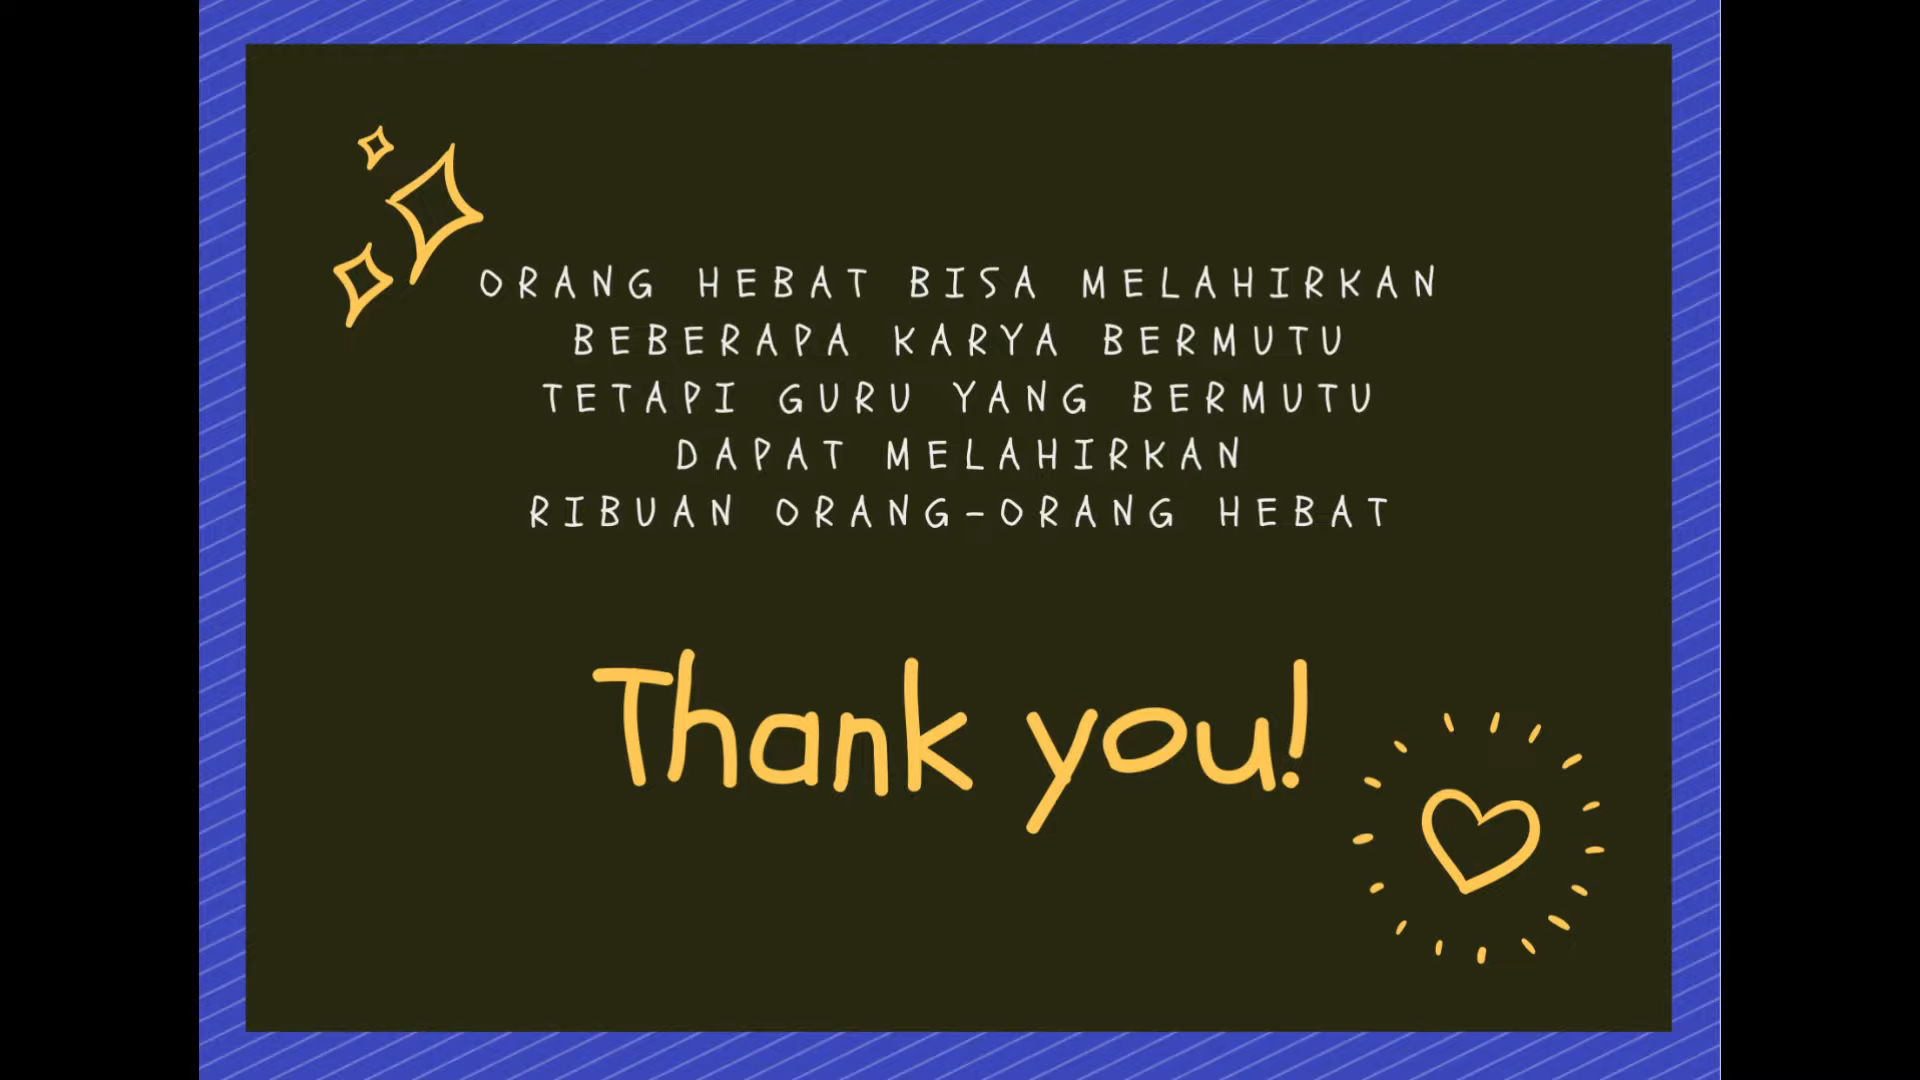 ORANG HEBAT BISA MELAHIRKAN
BEBERAPA KARYA BERMUTU
TETAPI GURU YANG BERMUTU
DAPAT MELAHIRKAN
RIBUAN ORANG-ORANG HEBAT
Thank you!